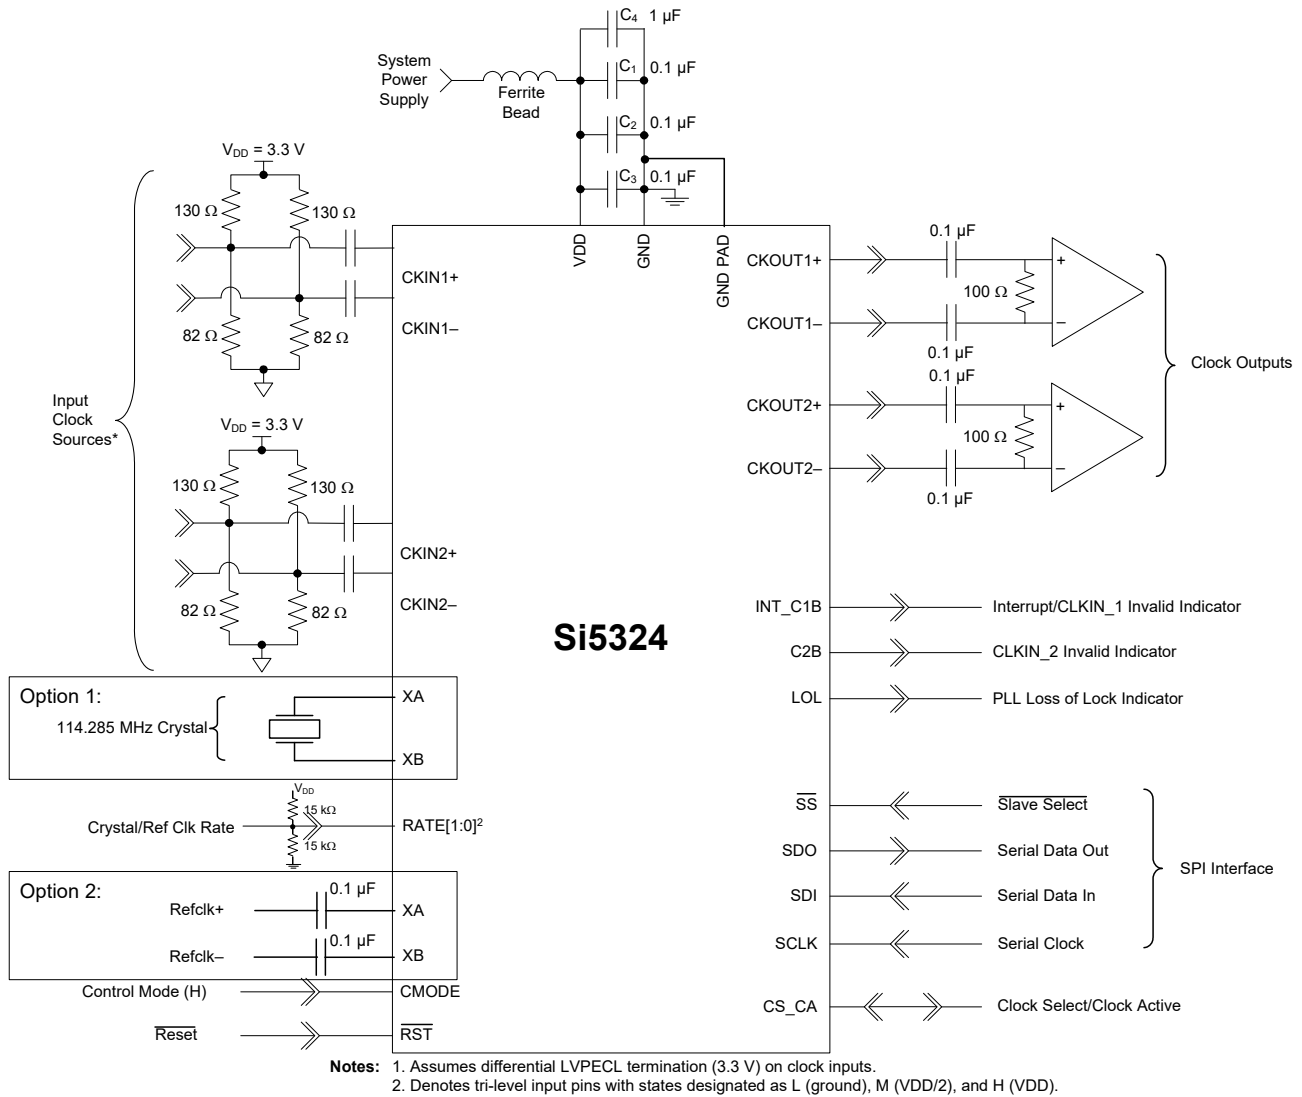 C4 1 µF
System
Power
Supply
Ferrite
Bead
C1 0.1 µF
C2 0.1 µF
C3 0.1 µF
VDD = 3.3 V
130 Ω
130 Ω
82 Ω
82 Ω
Input
Clock
Sources*
VDD = 3.3 V
130 Ω
130 Ω
82 Ω
82 Ω
VDD
GND
GND PAD
CKIN1+
CKIN1–
CKIN2+
CKIN2–
Si5324
CKOUT1+
CKOUT1–
CKOUT2+
CKOUT2–
0.1 µF
100 Ω
+
–
0.1 µF
0.1 µF
100 Ω
+
–
0.1 µF
Clock Outputs
INT_C1B
Interrupt/CLKIN_1 Invalid Indicator
C2B
CLKIN_2 Invalid Indicator
LOL
PLL Loss of Lock Indicator
Option 1:
114.285 MHz Crystal
XA
XB
VDD
15 kΩ
15 kΩ
Crystal/Ref Clk Rate
RATE[1:0]2
Option 2:
Refclk+
0.1 µF
XA
Refclk–
0.1 µF
XB
Control Mode (H)
CMODE
Reset
RST
SS
Slave Select
SDO
Serial Data Out
SDI
Serial Data In
SCLK
Serial Clock
SPI Interface
CS_CA
Clock Select/Clock Active
Notes: 1. Assumes differential LVPECL termination (3.3 V) on clock inputs.
2. Denotes tri-level input pins with states designated as L (ground), M (VDD/2), and H (VDD).